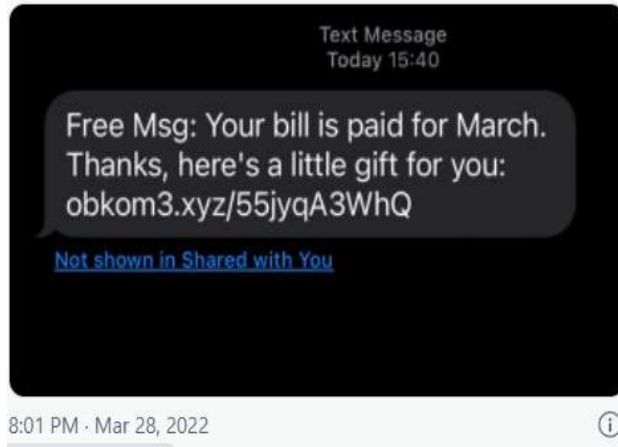 Text Message
Today 15:40
Free Msg: Your bill is paid for March.
Thanks, here's a little gift for you:
obkom3.xyz/55jyqA3WhQ
Not shown in Shared with You
8:01 PM · Mar 28, 2022